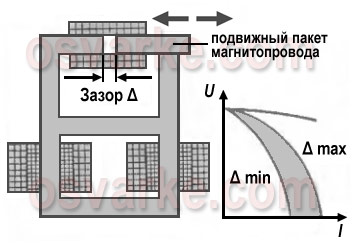 подвижный пакет
магнитопровода
Зазор Δ
U
Δ max
Δ min
I
osvarke.com
osvarke.com
osvarke.com